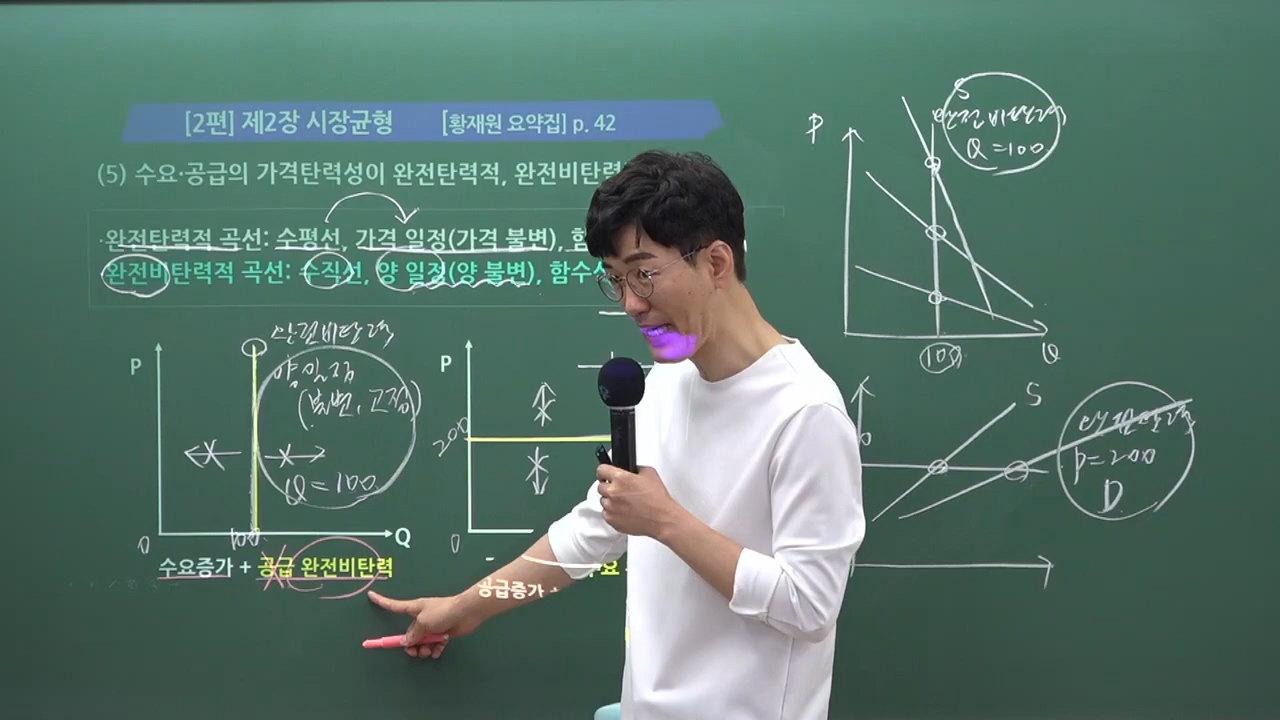 [2편] 제2장 시장균형 [황재원 요약집] p. 42
(5) 수요·공급의 가격탄력성이 완전탄력적, 완전비탄력
·완전탄력적 곡선: 수평선, 가격 일정(가격 불변), 함
·완전비탄력적 곡선: 수직선, 양 일정(양 불변), 함수
P
완전비탄력
양일정
(불변, 고정)
Q=100
100
0
Q
수요증가 + 공급 완전비탄력
P
200
0
공급증가 +
수요
P
S
완전비탄력
Q=100
100
Q
S
완전탄력
P=200
D